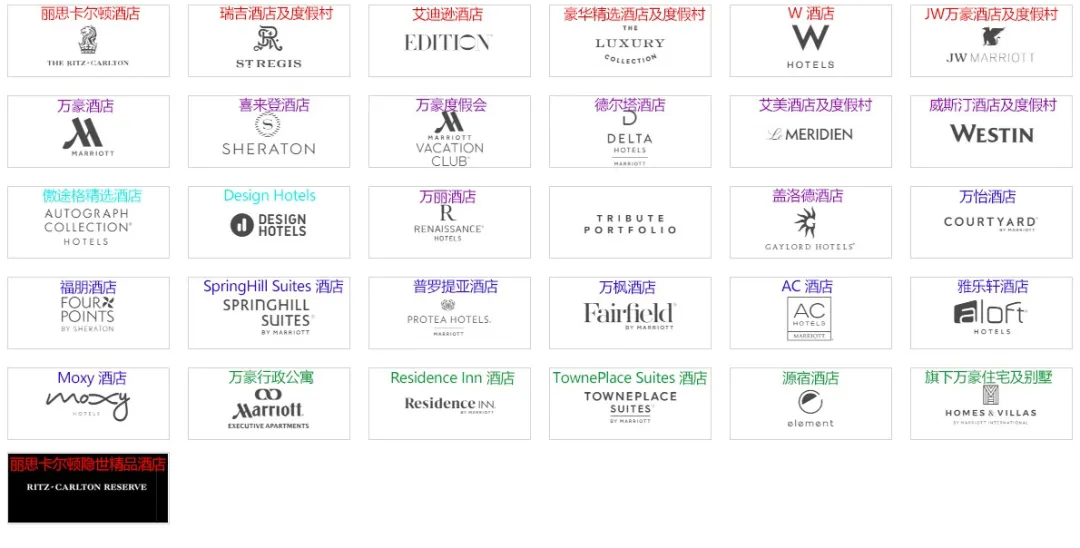 丽思卡尔顿酒店
THE RITZ-CARLTON
瑞吉酒店及度假村
ST REGIS
艾迪逊酒店
EDITION
豪华精选酒店及度假村
THE
LUXURY
COLLECTION
W 酒店
W
HOTELS
JW万豪酒店及度假村
JW MARRIOTT
万豪酒店
MARRIOTT
喜来登酒店
S
SHERATON
万豪度假会
MARRIOTT
VACATION
CLUB
德尔塔酒店
D
DELTA
HOTELS
MARRIOTT
艾美酒店及度假村
Le MERIDIEN
威斯汀酒店及度假村
WESTIN
傲途格精选酒店
AUTOGRAPH
COLLECTION®
HOTELS
Design Hotels
DESIGN
HOTELS
万丽酒店
R
RENAISSANCE®
HOTELS
TRIBUTE
PORTFOLIO
盖洛德酒店
GAYLORD HOTELS®
万怡酒店
COURTYARD®
BY MARRIOTT
福朋酒店
FOUR
POINTS
BY SHERATON
SpringHill Suites 酒店
SPRINGHILL
SUITES®
BY MARRIOTT
普罗提亚酒店
PROTEA HOTELS.
MARRIOTT
万枫酒店
Fairfield®
BY MARRIOTT
AC 酒店
AC
HOTELS
MARRIOTT
雅乐轩酒店
aloft
HOTELS
Moxy 酒店
moxy
HOTELS
万豪行政公寓
Marriott
EXECUTIVE APARTMENTS
Residence Inn 酒店
Residence INN
BY MARRIOTT
TownePlace Suites 酒店
TOWNEPLACE
SUITES®
BY MARRIOTT
源宿酒店
element
旗下万豪住宅及别墅
HOMES & VILLAS
BY MARRIOTT INTERNATIONAL
丽思卡尔顿隐世精品酒店
RITZ-CARLTON RESERVE